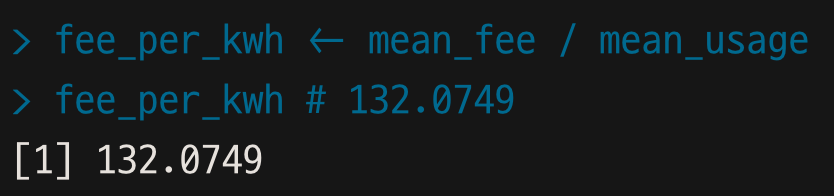 > fee_per_kwh <- mean_fee / mean_usage
> fee_per_kwh # 132.0749
[1] 132.0749